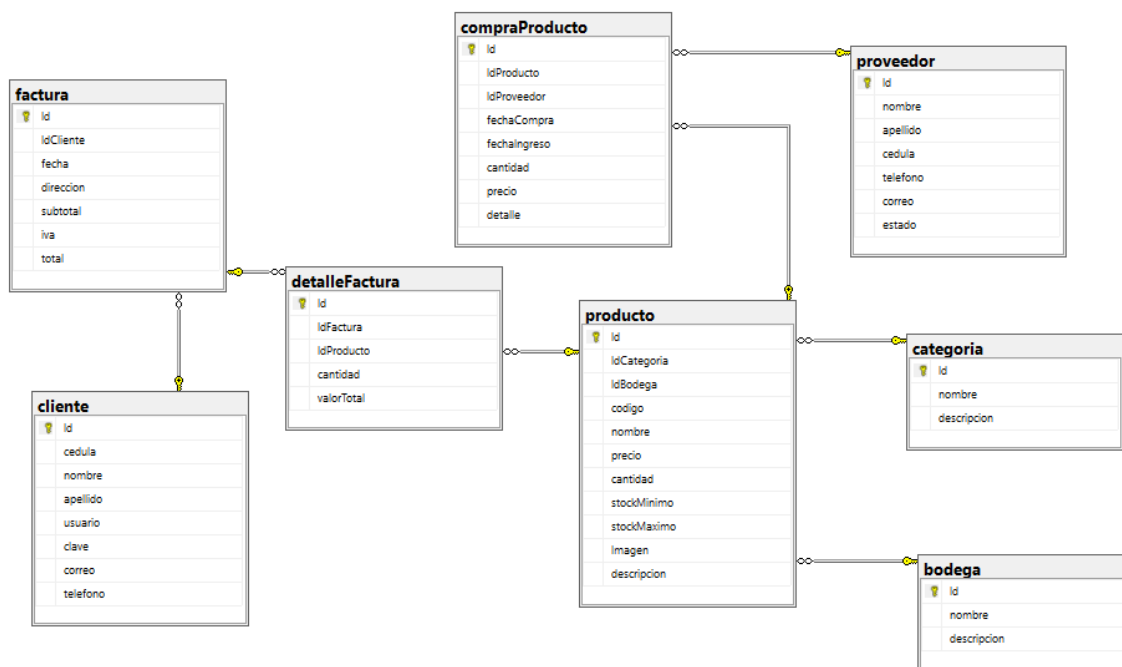 compraProducto
Id
IdProducto
IdProveedor
fechaCompra
fechaIngreso
cantidad
precio
detalle
proveedor
Id
nombre
apellido
cedula
telefono
correo
estado
factura
Id
IdCliente
fecha
direccion
subtotal
iva
total
detalleFactura
Id
IdFactura
IdProducto
cantidad
valorTotal
producto
Id
IdCategoria
IdBodega
codigo
nombre
precio
cantidad
stockMinimo
stockMaximo
Imagen
descripcion
categoria
Id
nombre
descripcion
cliente
Id
cedula
nombre
apellido
usuario
clave
correo
telefono
bodega
Id
nombre
descripcion